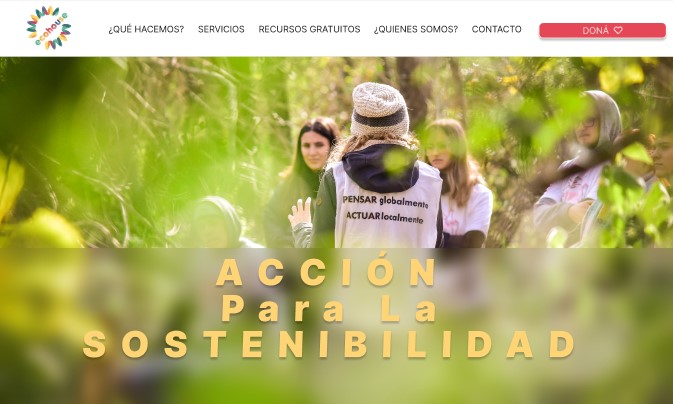 ecohouse
¿QUÉ HACEMOS? SERVICIOS RECURSOS GRATUITOS ¿QUIENES SOMOS? CONTACTO DONÁ
PENSAR globalmente
ACTUAR localmente
ACCIÓN
Para La
SOSTENIBILIDAD